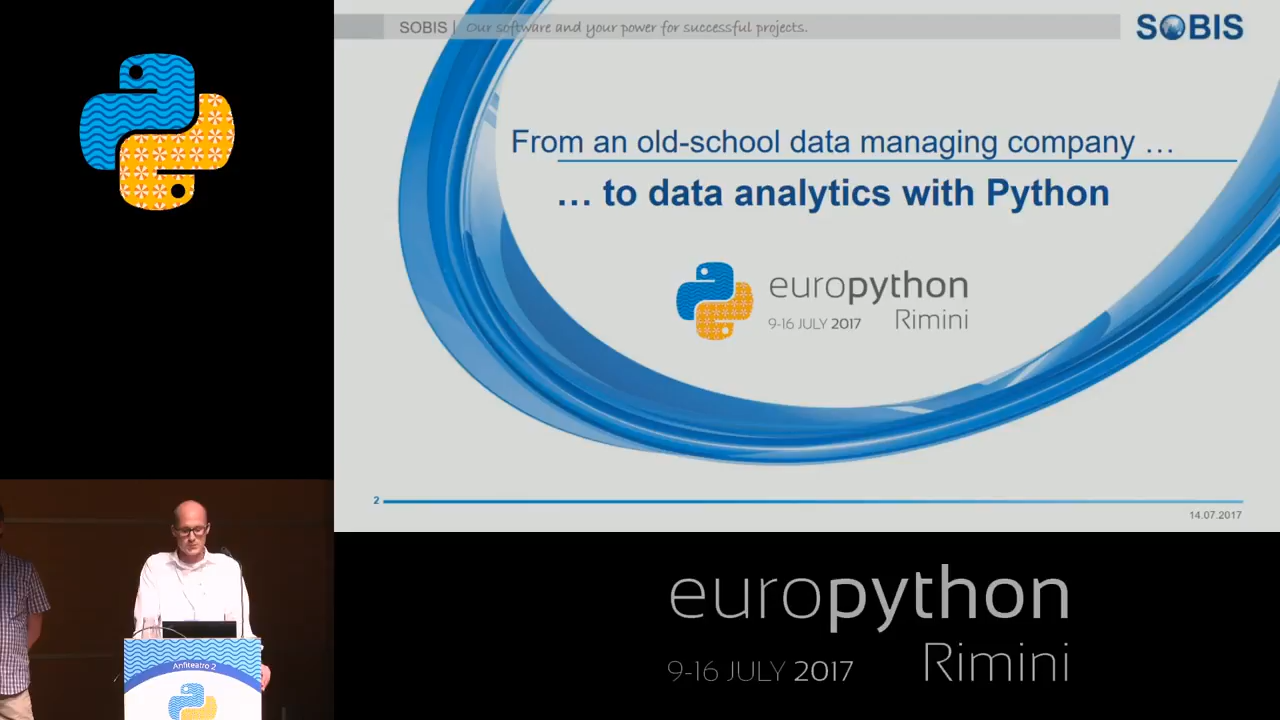 SOBIS | Our software and your power for successful projects.
SOBIS
From an old-school data managing company …
… to data analytics with Python
europython
9-16 JULY 2017 Rimini
2
14.07.2017
europython
9-16 JULY 2017 Rimini
Anfiteatro 2